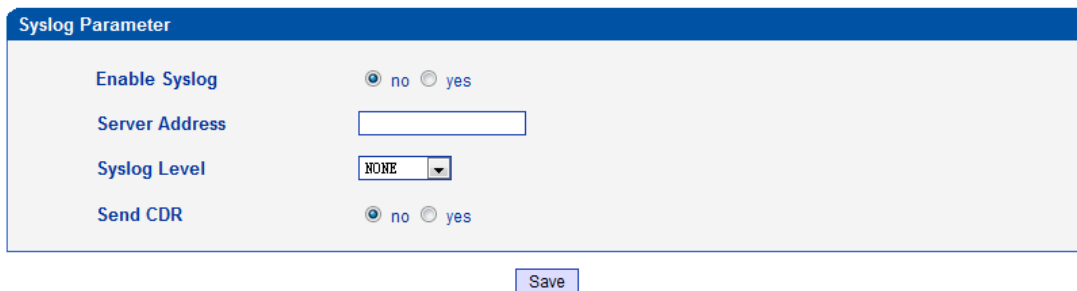 Syslog Parameter
Enable Syslog no yes
Server Address
Syslog Level NONE
Send CDR no yes
Save